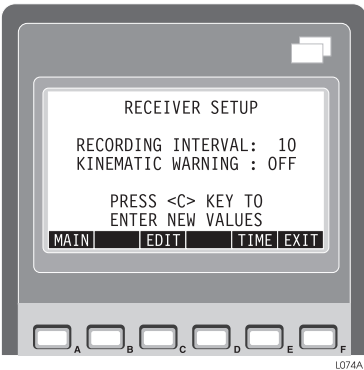 RECEIVER SETUP
RECORDING INTERVAL: 10
KINEMATIC WARNING : OFF
PRESS <C> KEY TO
ENTER NEW VALUES
MAIN EDIT TIME EXIT
A B C D E F
L074A